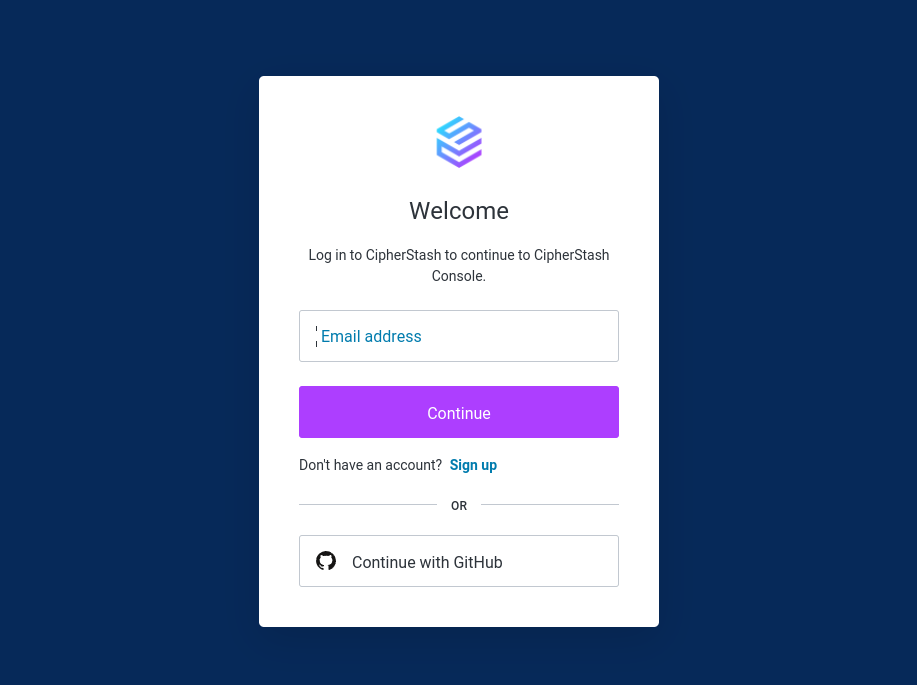 Welcome
Log in to CipherStash to continue to CipherStash
Console.
Email address
Continue
Don't have an account? Sign up
OR
Continue with GitHub